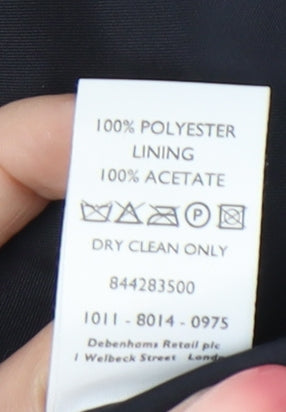 100% POLYESTER
LINING
100% ACETATE
P
DRY CLEAN ONLY
844283500
1011 - 8014 - 0975
Debenhams Retail plc
1 Welbeck Street